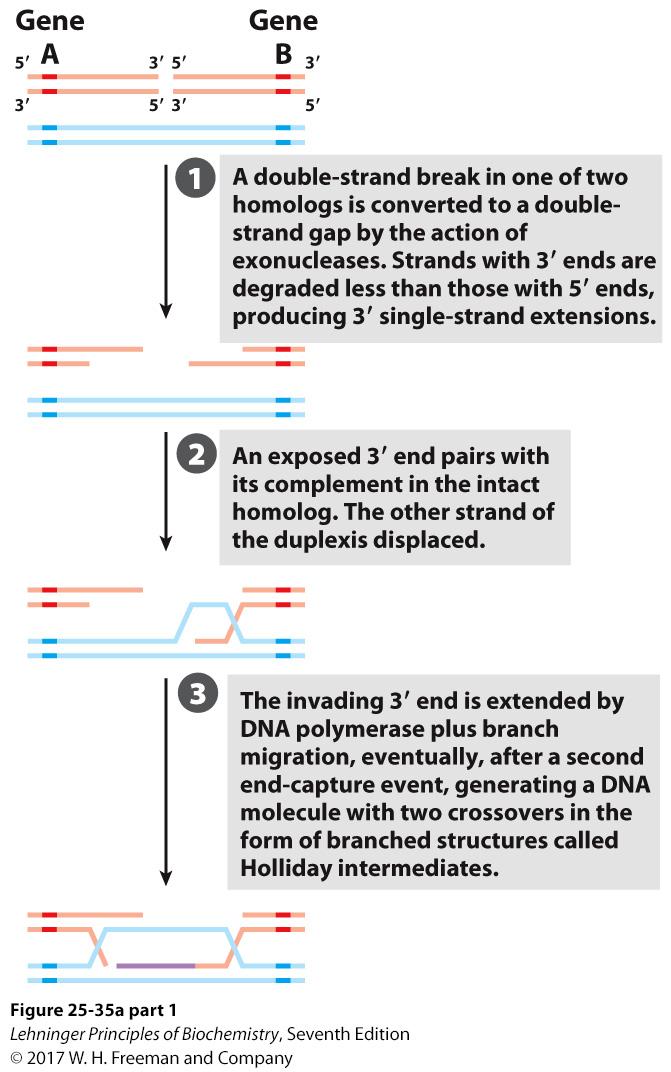 Gene Gene
5′ A 3′ 5′ B 3′
3′ 5′ 3′ 5′
1 A double-strand break in one of two
homologs is converted to a double-
strand gap by the action of
exonucleases. Strands with 3′ ends are
degraded less than those with 5′ ends,
producing 3′ single-strand extensions.
2 An exposed 3′ end pairs with
its complement in the intact
homolog. The other strand of
the duplexis displaced.
3 The invading 3′ end is extended by
DNA polymerase plus branch
migration, eventually, after a second
end-capture event, generating a DNA
molecule with two crossovers in the
form of branched structures called
Holliday intermediates.
Figure 25-35a part 1
Lehninger Principles of Biochemistry, Seventh Edition
© 2017 W. H. Freeman and Company